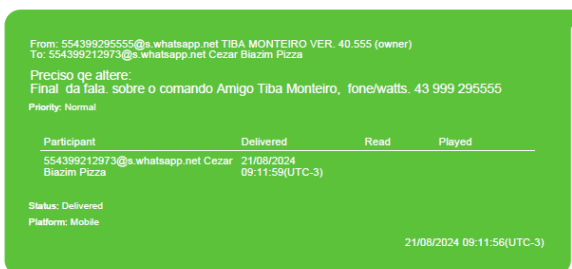 From: 554399295555@s.whatsapp.net TIBA MONTEIRO VER. 40.555 (owner)
To: 554399212973@s.whatsapp.net Cezar Biazim Pizza
Preciso qe altere:
Final da fala. sobre o comando Amigo Tiba Monteiro, fone/watts. 43 999 295555
Priority: Normal
Participant Delivered Read Played
554399212973@s.whatsapp.net Cezar 21/08/2024
Biazim Pizza 09:11:59(UTC-3)
Status: Delivered
Platform: Mobile
21/08/2024 09:11:56(UTC-3)